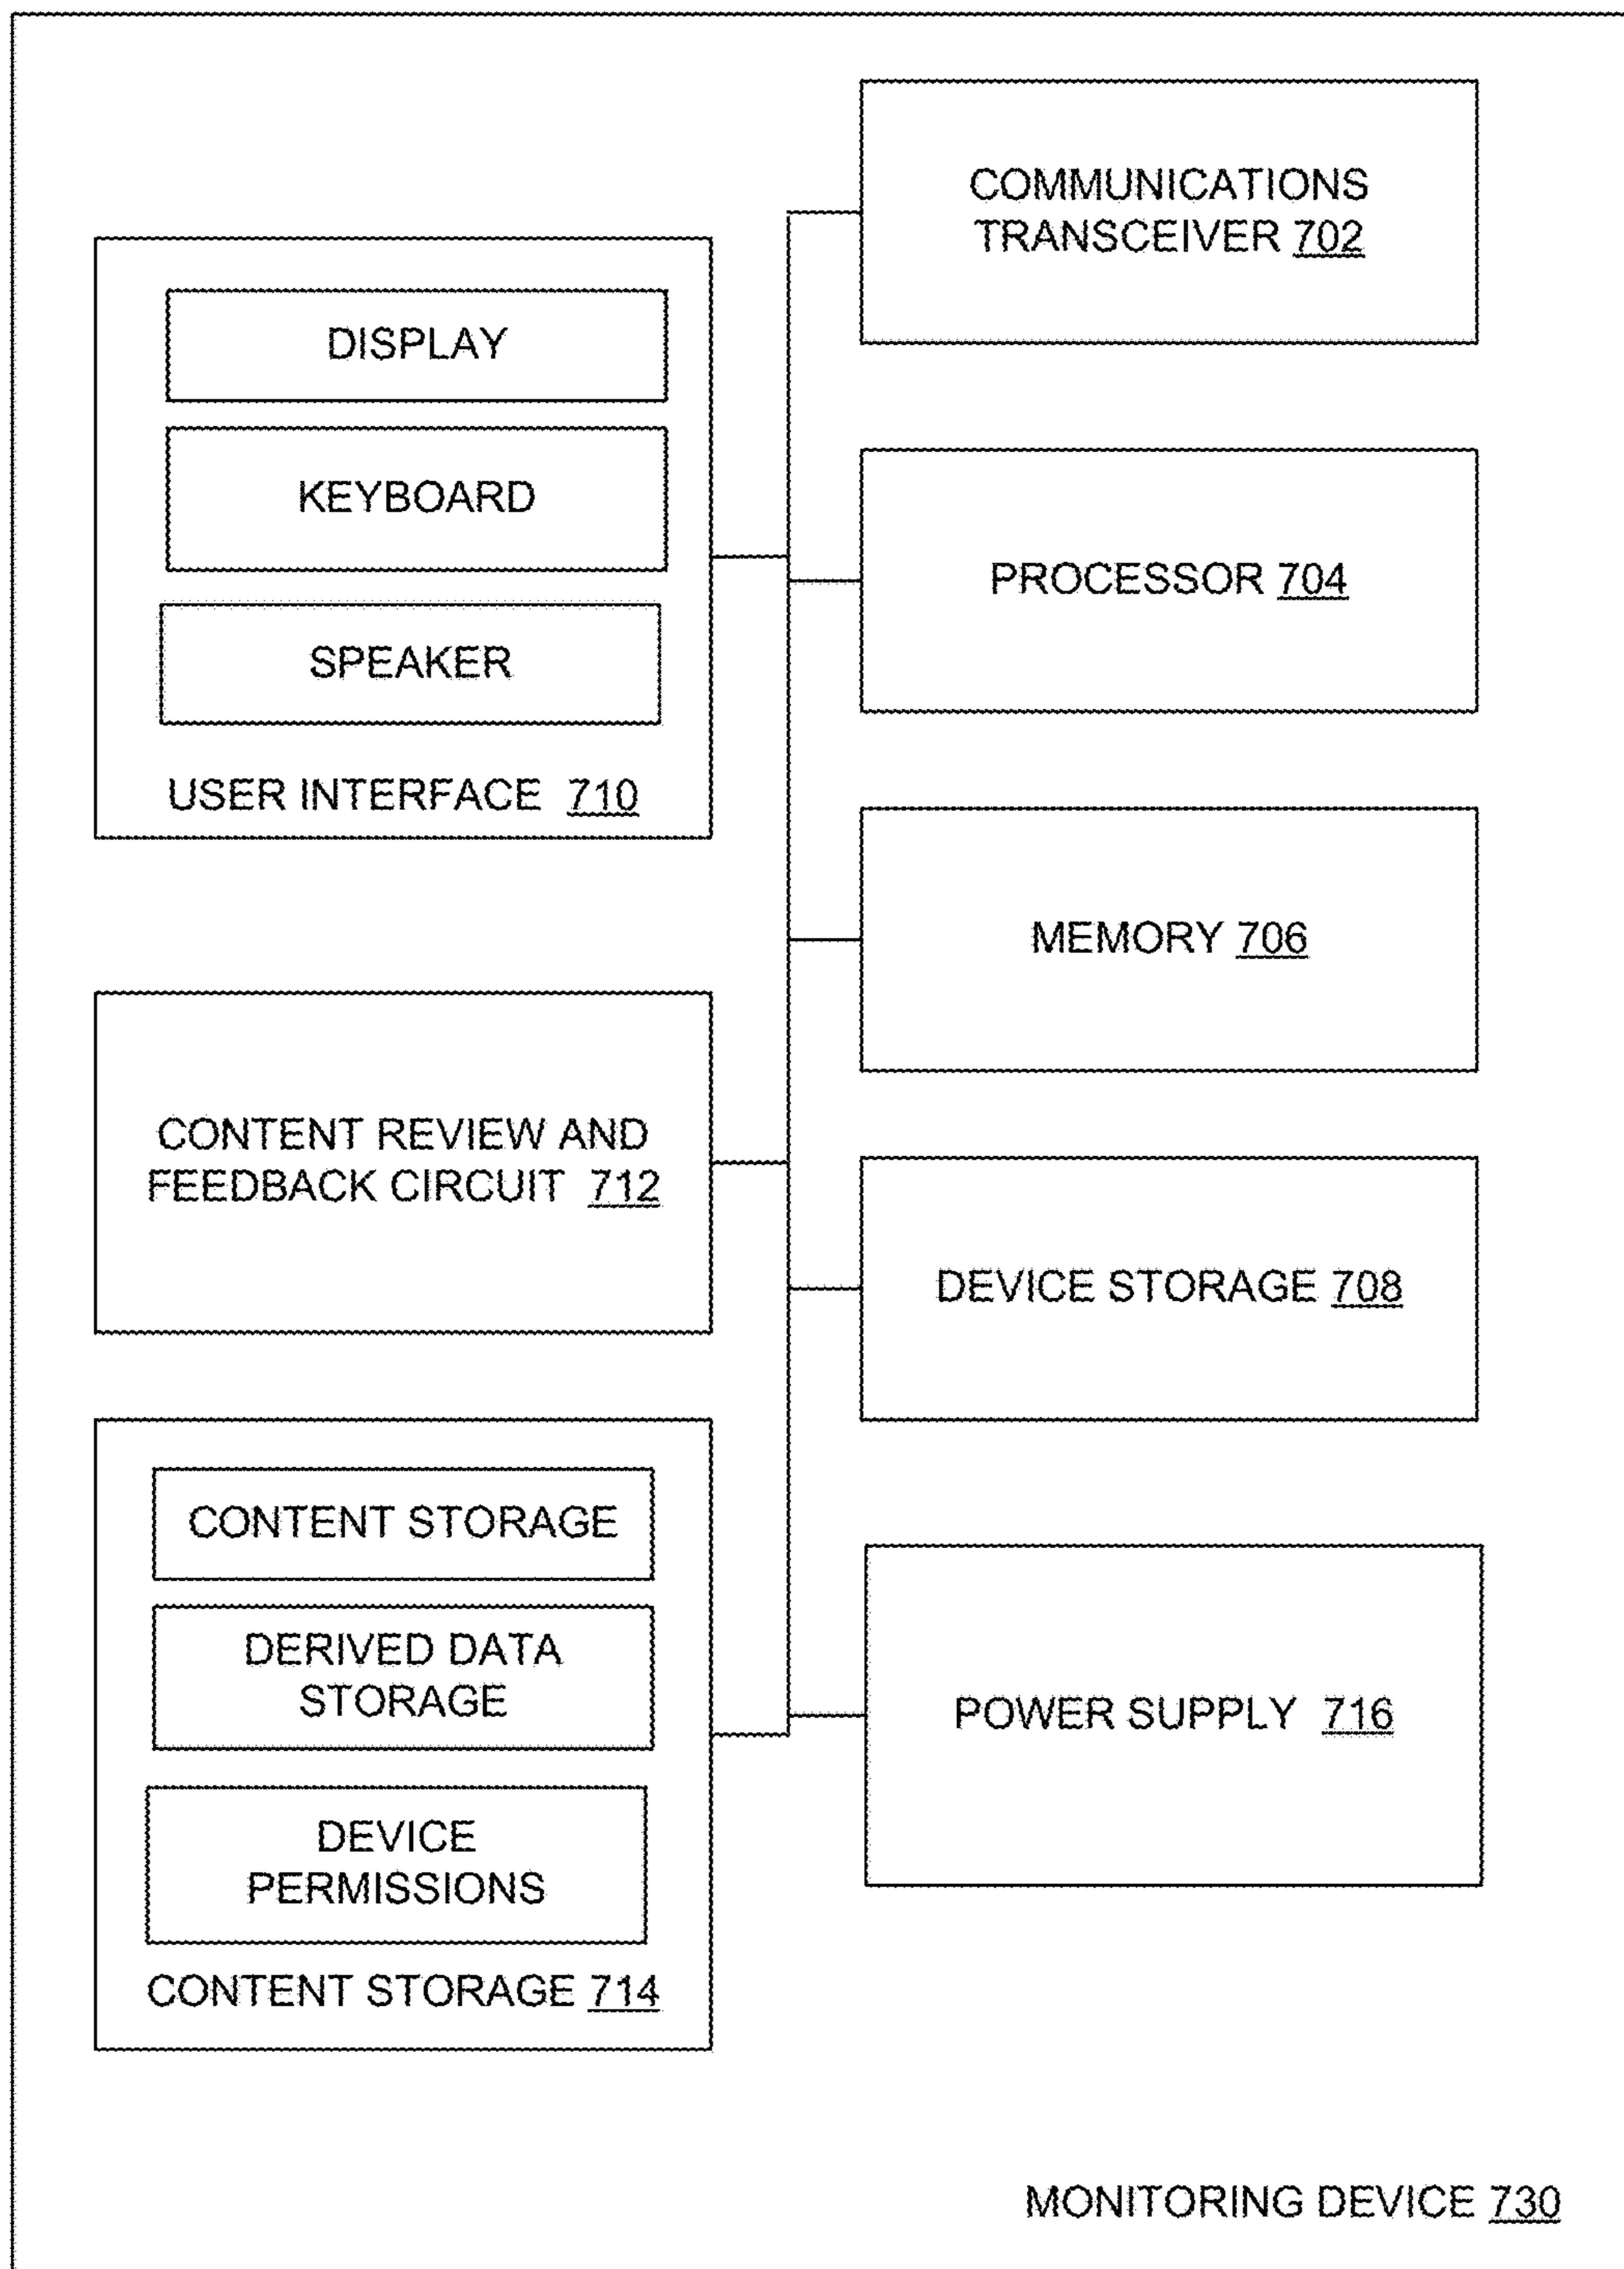 COMMUNICATIONS
TRANSCEIVER 702
DISPLAY
KEYBOARD
SPEAKER
USER INTERFACE 710
PROCESSOR 704
MEMORY 706
CONTENT REVIEW AND
FEEDBACK CIRCUIT 712
DEVICE STORAGE 708
CONTENT STORAGE
DERIVED DATA
STORAGE
DEVICE
PERMISSIONS
CONTENT STORAGE 714
POWER SUPPLY 716
MONITORING DEVICE 730